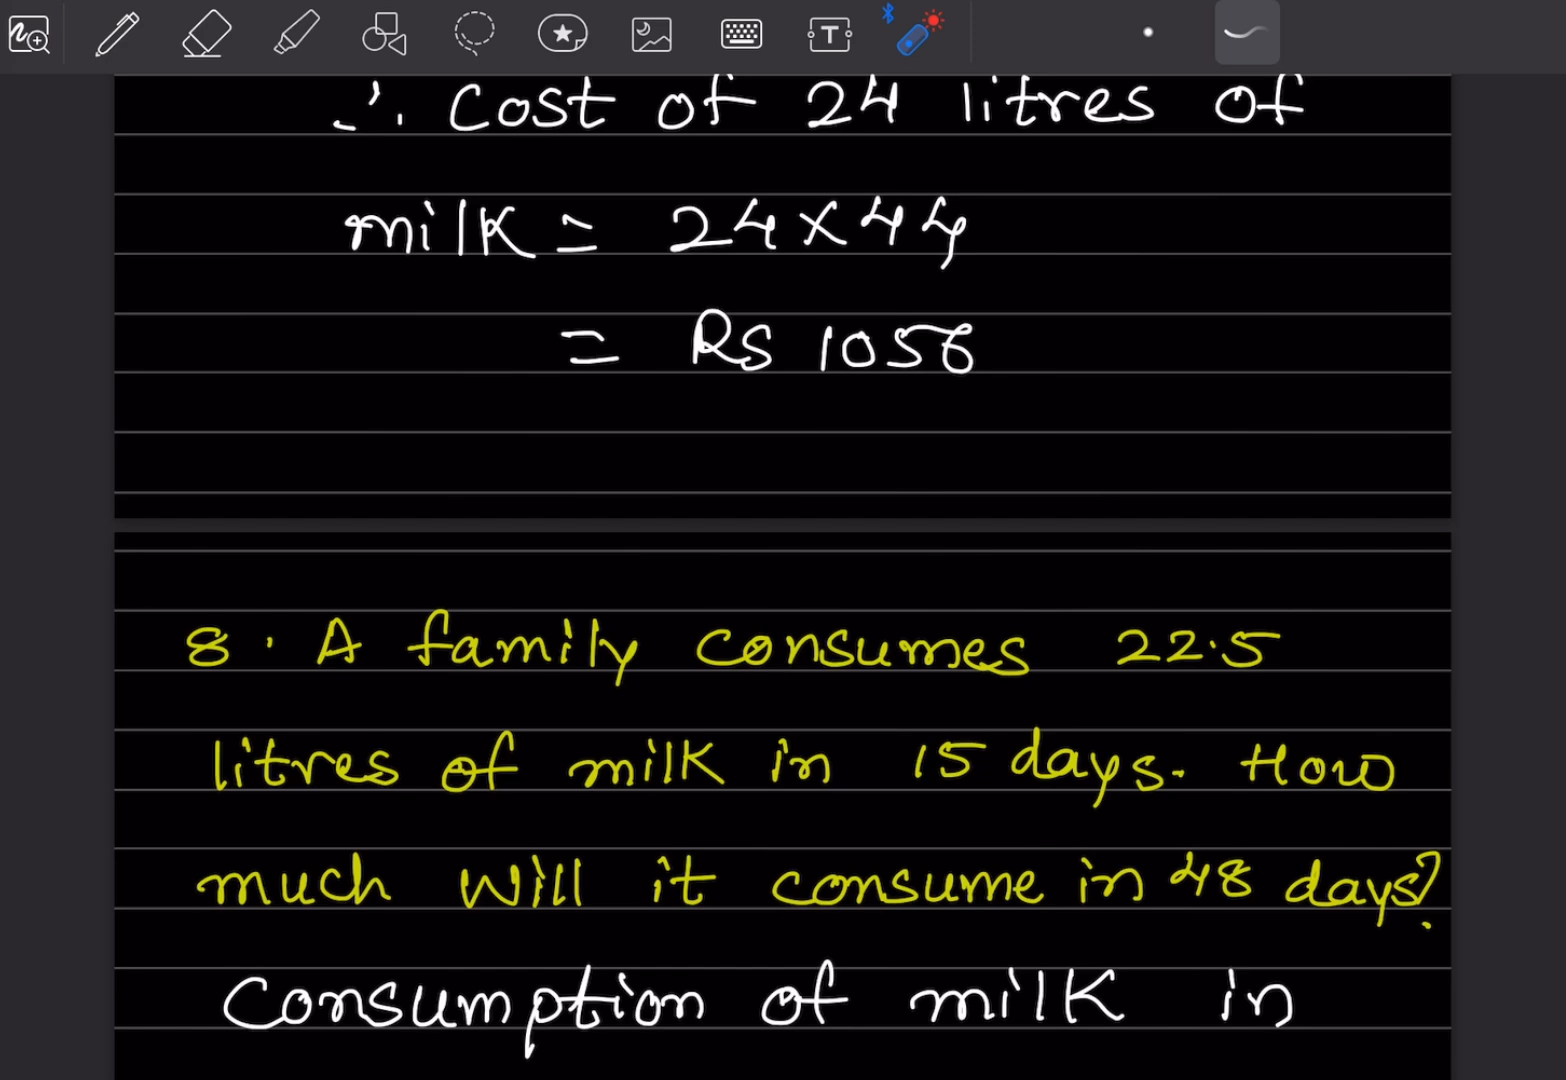 ∴ Cost of 24 litres of
milk = 24 × 44
= Rs 1056
8. A family consumes 22.5
litres of milk in 15 days. How
much will it consume in 48 days?
Consumption of milk in